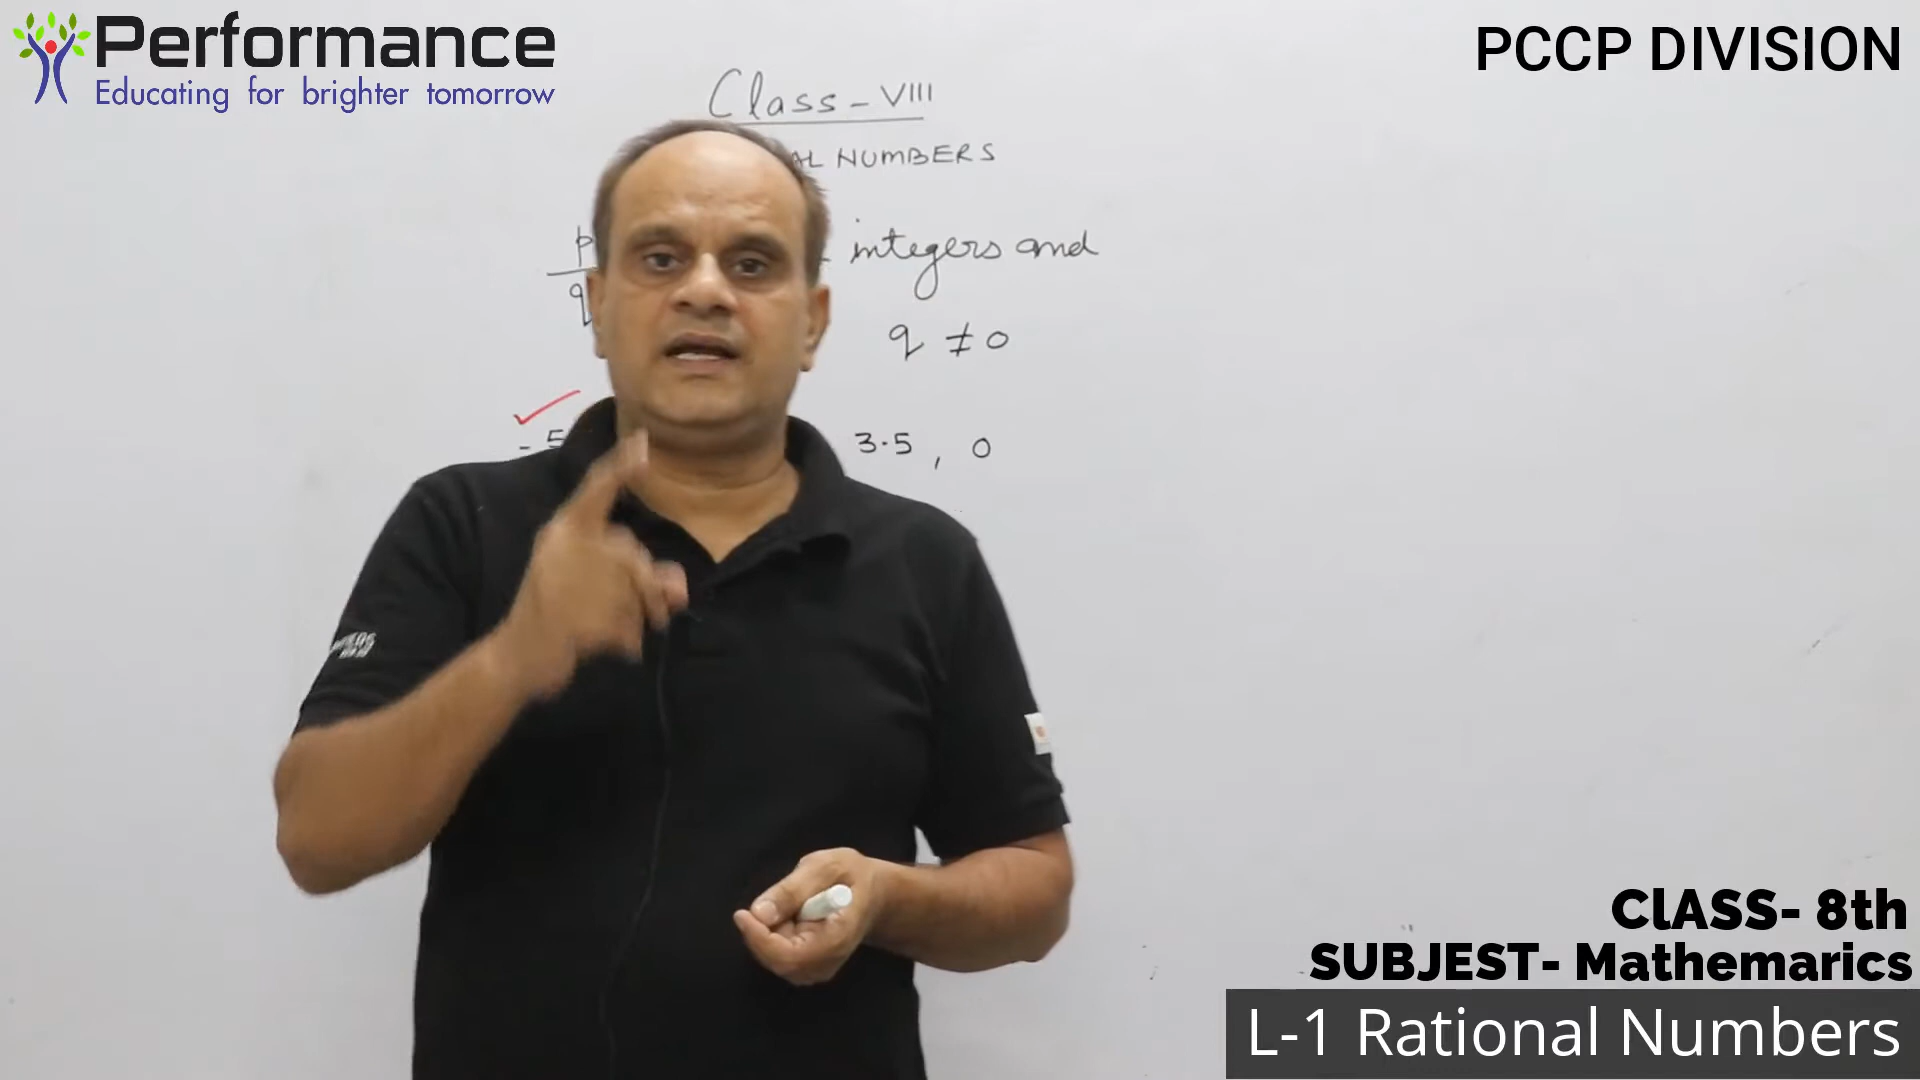 Performance
Educating for brighter tomorrow
PCCP DIVISION
Class - VIII
NUMBERS
p
q
integers and
q ≠ 0
3.5 , 0
ClASS- 8th
SUBJEST- Mathemarics
L-1 Rational Numbers